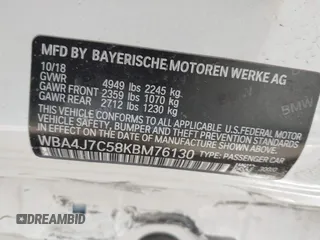 MFD BY BAYERISCHE MOTOREN WERKE AG
10/18
GVWR 4949 lbs 2245 kg.
GAWR FRONT 2359 lbs 1070 kg
GAWR REAR 2712 lbs 1230 kg.
THIS VEHICLE CONFORMS TO ALL
APPLICABLE U.S.FEDERAL MOTOR
VEHICLE SAFETY, BUMPER, AND
THEFT PREVENTION STANDARDS
IN EFFECT ON THE DATE OF
MANUFACTURE SHOWN ABOVE.
WBA4J7C58KBM76130 TYPE:PASSENGER CAR
BMW
DREAMBID
AutoBidCar